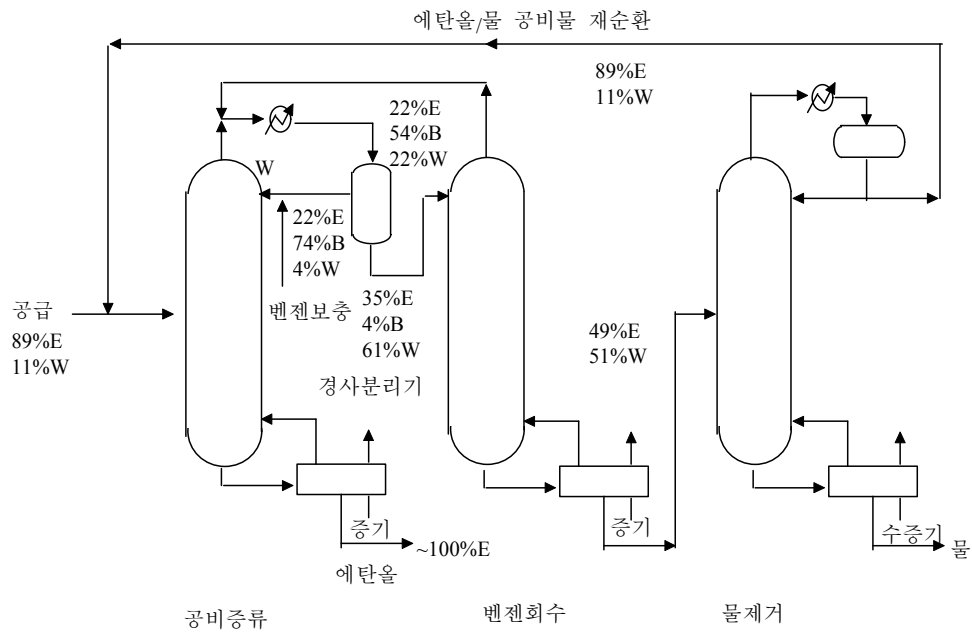 에탄올/물 공비물 재순환
89%E
11%W
22%E
54%B
22%W
W
22%E
74%B
4%W
벤젠보충
35%E
4%B
61%W
경사분리기
공급
89%E
11%W
49%E
51%W
증기
~100%E
에탄올
증기
수증기
물
공비증류
벤젠회수
물제거